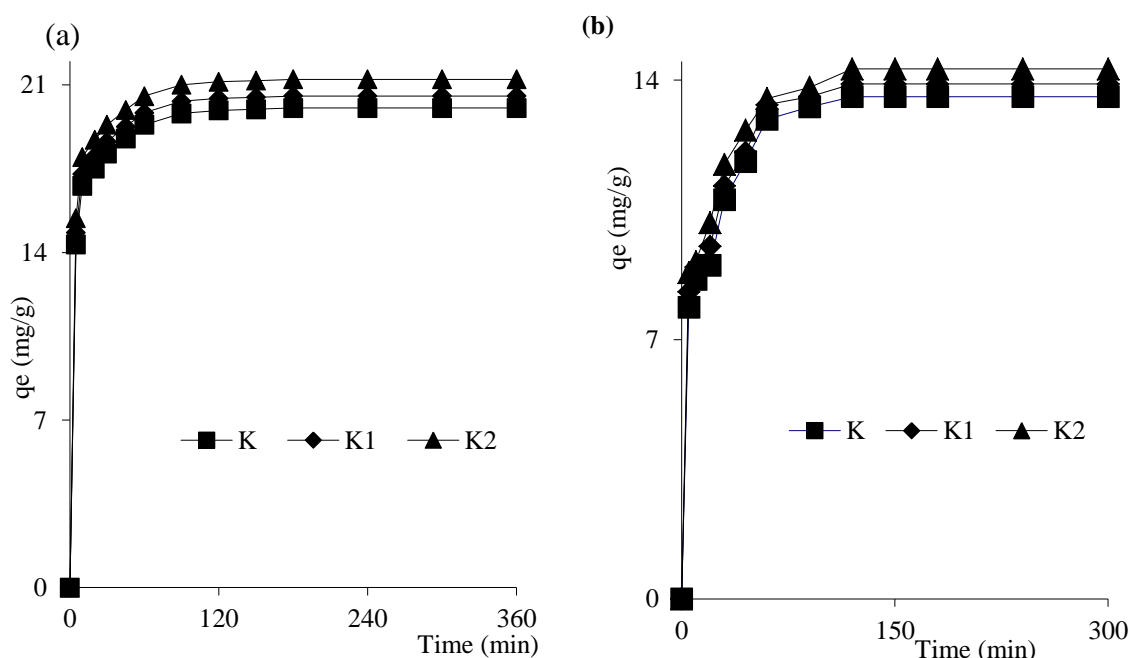 (a)
21
14
7
0
qe (mg/g)
K K1 K2
0 120 240 360
Time (min)
(b)
14
7
0
qe (mg/g)
K K1 K2
0 150 300
Time (min)